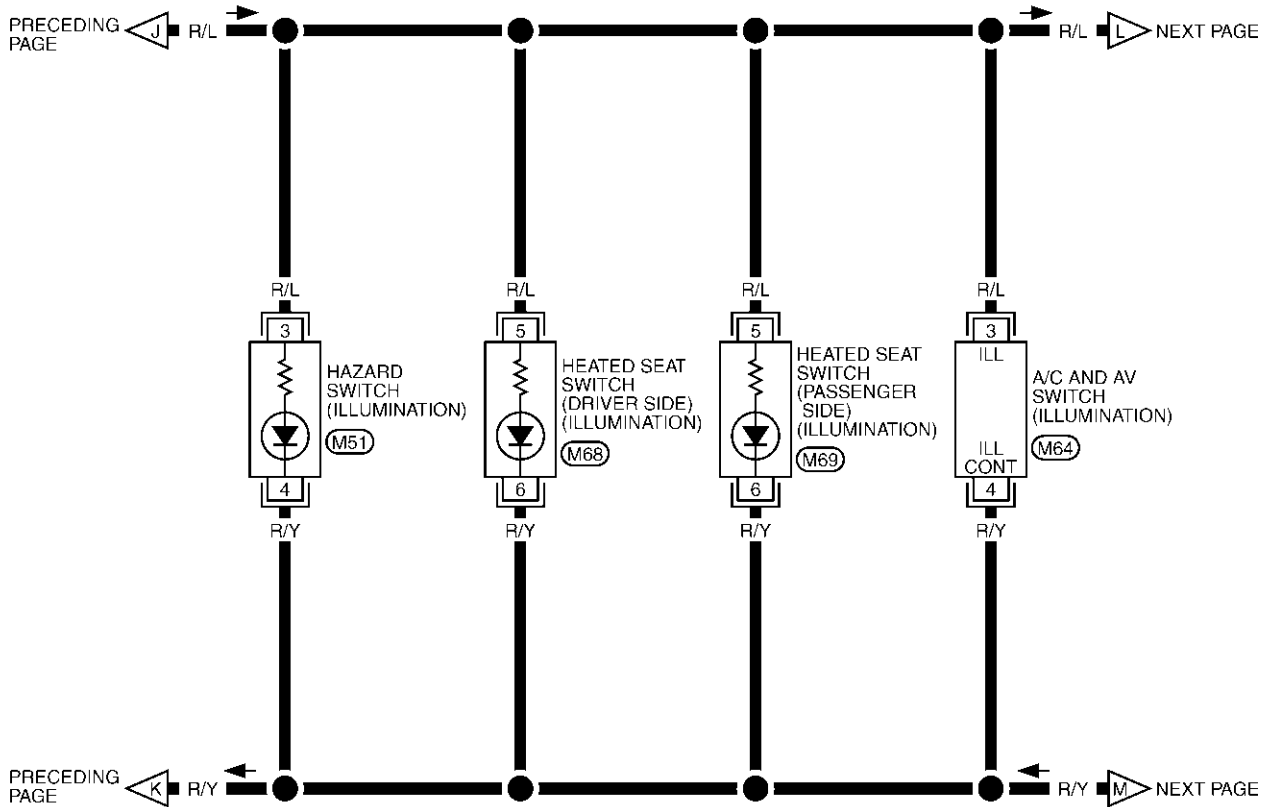 PRECEDING
PAGE
J
R/L
R/L
L
NEXT PAGE
R/L
R/L
R/L
R/L
3
5
5
3
HAZARD
SWITCH
(ILLUMINATION)
M51
HEATED SEAT
SWITCH
(DRIVER SIDE)
(ILLUMINATION)
M68
HEATED SEAT
SWITCH
(PASSENGER
SIDE)
(ILLUMINATION)
M69
ILL
ILL
CONT
A/C AND AV
SWITCH
(ILLUMINATION)
M64
4
6
6
4
R/Y
R/Y
R/Y
R/Y
PRECEDING
PAGE
K
R/Y
R/Y
M
NEXT PAGE